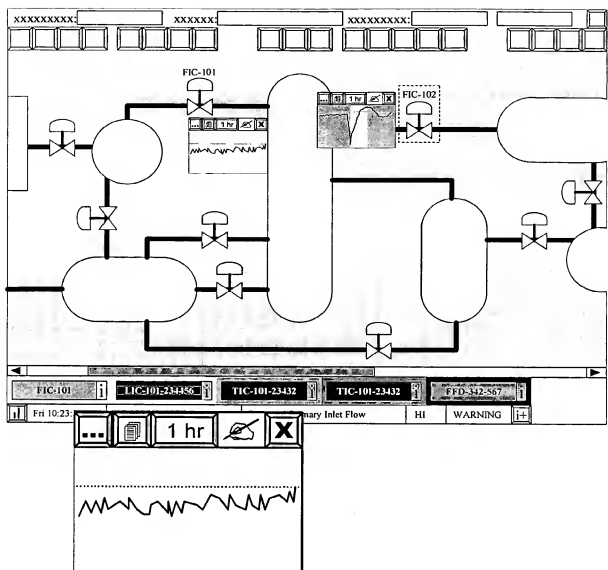 xxxxxxxxx: xxxxxx: xxxxxxxxx:
FIC-101
FIC-102
... 1 hr X
... 1 hr X
FIC-101 i LIC-101-234456 i TIC-101-23432 i TIC-101-23432 i FFD-342-567 i
Fri 10:23: mary Inlet Flow HI WARNING i+
... 1 hr X